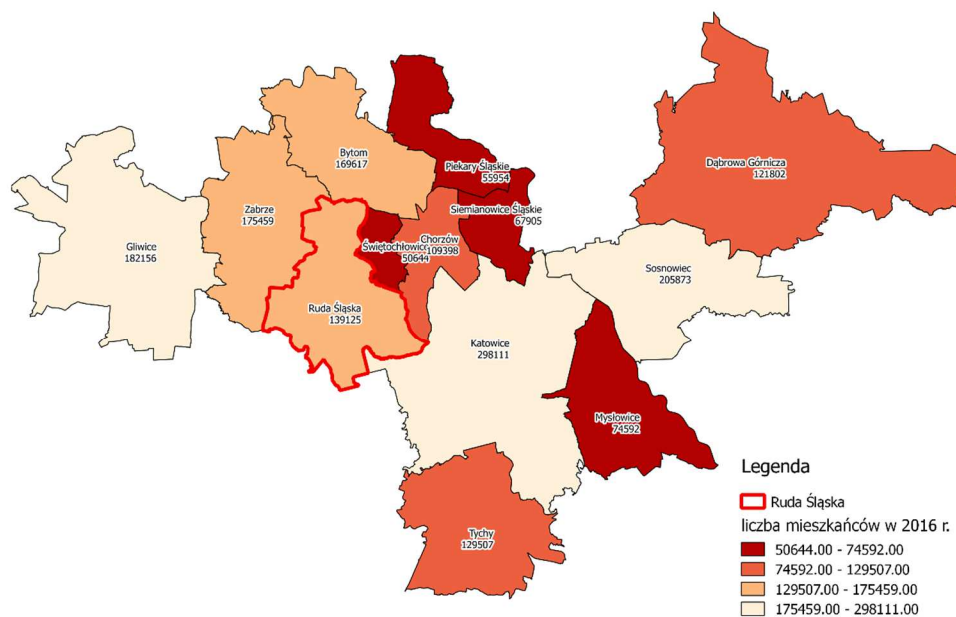 Bytom
169617
Piekary Śląskie
55954
Dąbrowa Górnicza
121802
Zabrze
175459
Siemianowice Śląskie
67905
Gliwice
182156
Świętochłowice
50644
Chorzów
109398
Sosnowiec
205873
Ruda Śląska
139125
Katowice
298111
Mysłowice
74592
Tychy
129507
Legenda
Ruda Śląska
liczba mieszkańców w 2016 r.
50644.00 - 74592.00
74592.00 - 129507.00
129507.00 - 175459.00
175459.00 - 298111.00